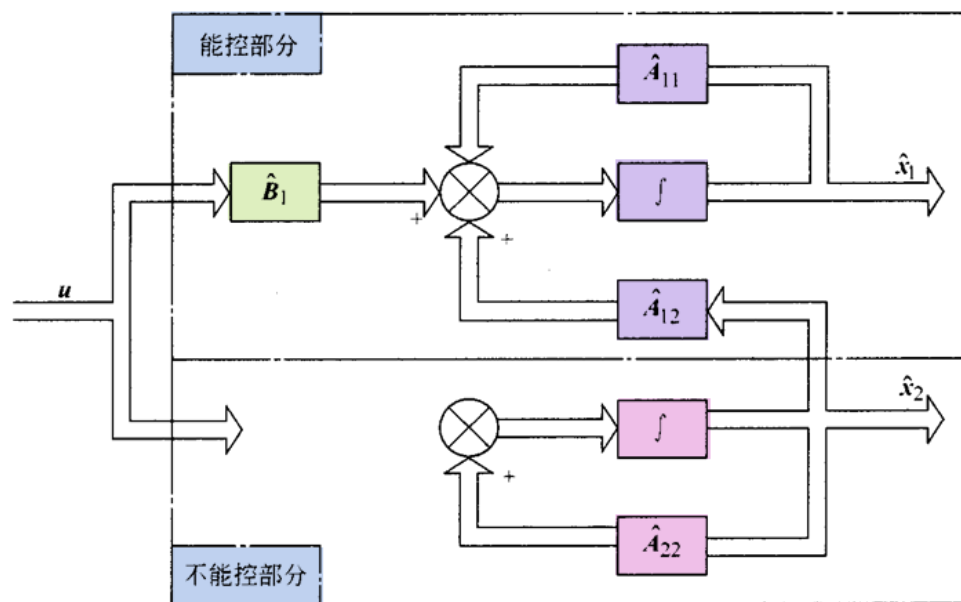 能控部分
Â₁₁
B̂₁
∫
x̂₁
+
+
u
Â₁₂
x̂₂
∫
+
Â₂₂
不能控部分